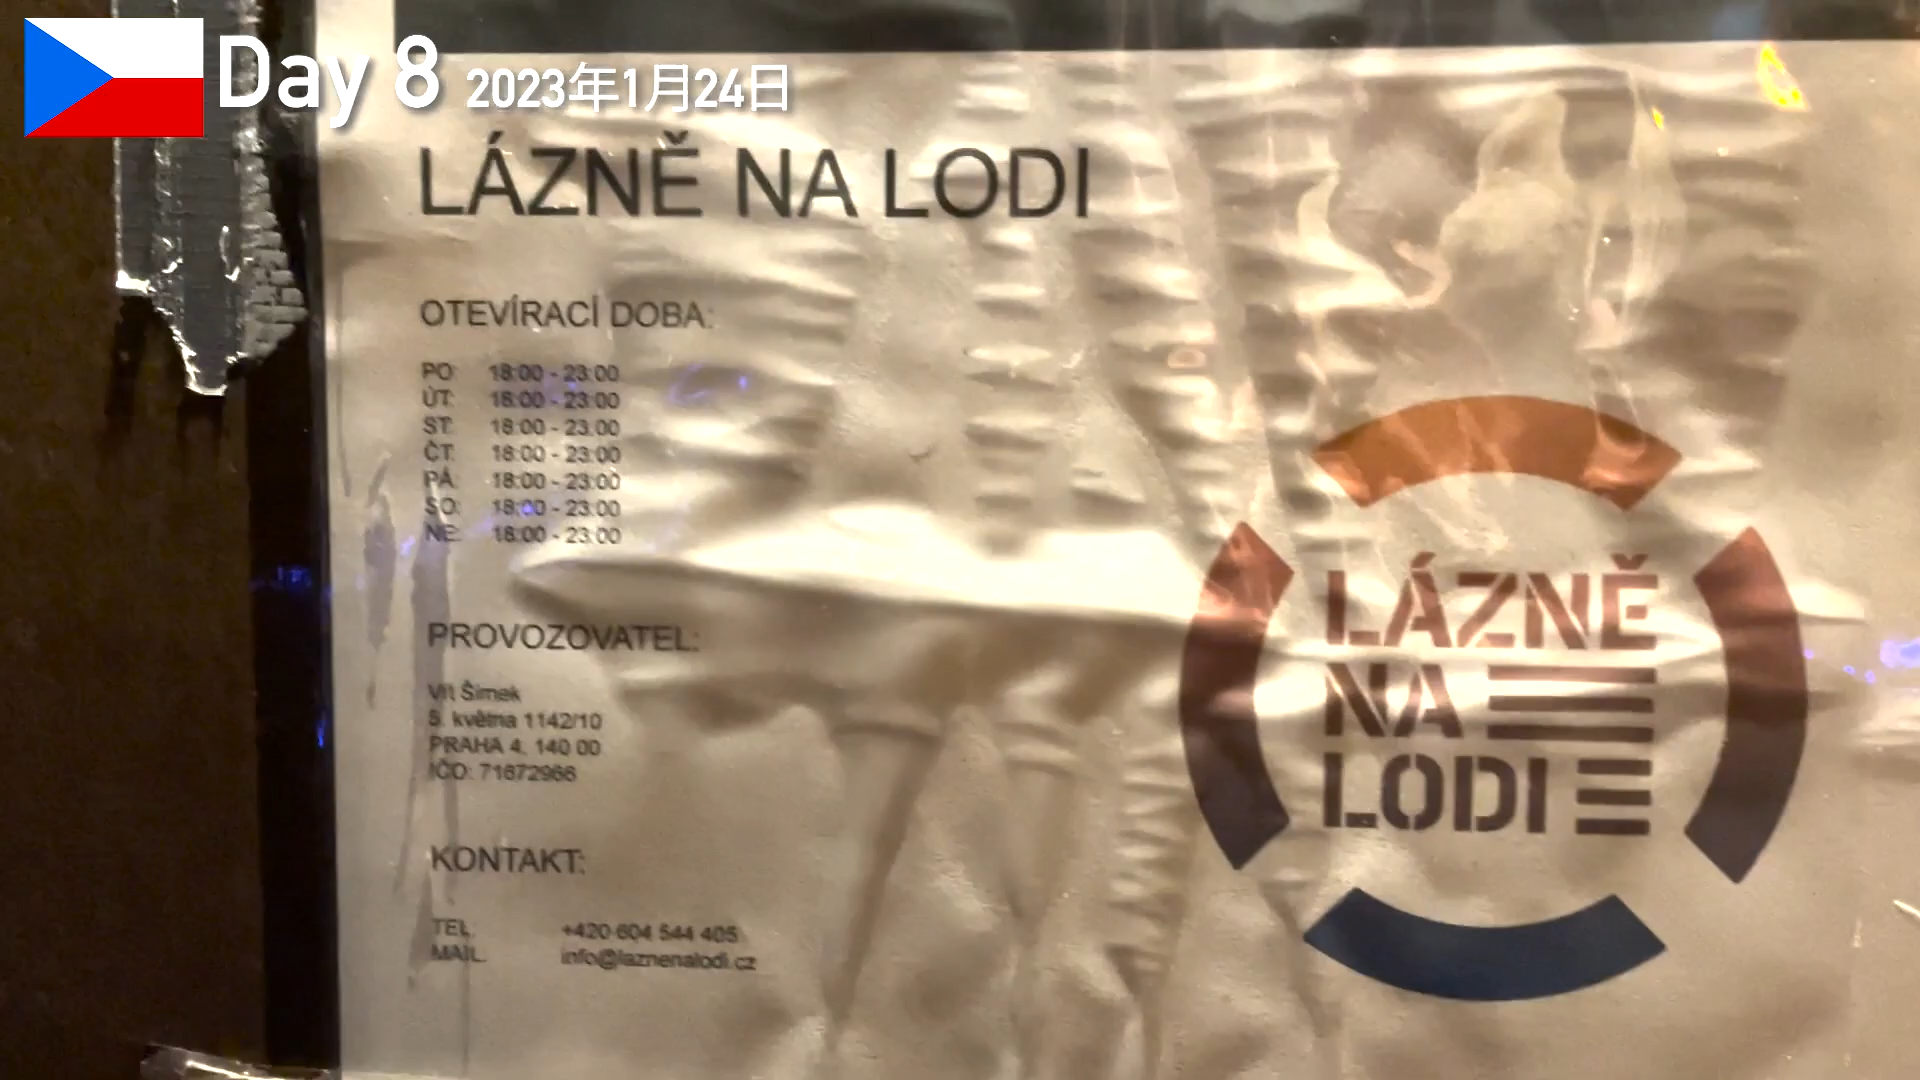 Day 8 2023年1月24日
LÁZNĚ NA LODI
OTEVÍRACÍ DOBA:
PO: 18:00 - 23:00
ÚT: 18:00 - 23:00
ST: 18:00 - 23:00
ČT: 18:00 - 23:00
PÁ: 18:00 - 23:00
SO: 18:00 - 23:00
NE: 18:00 - 23:00
PROVOZOVATEL:
Vít Šimek
5. května 1142/10
PRAHA 4, 140 00
IČO: 71672966
KONTAKT:
TEL: +420 604 544 405
MAIL: info@laznenalodi.cz
LÁZNĚ
NA
LODI